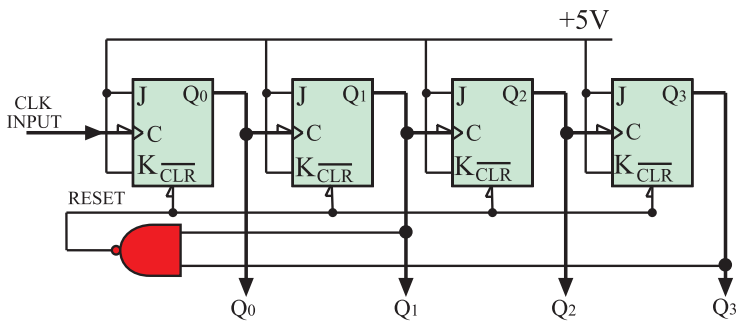 +5V
J Q0 J Q1 J Q2 J Q3
CLK
INPUT
C C C C
K CLR K CLR K CLR K CLR
RESET
Q0 Q1 Q2 Q3